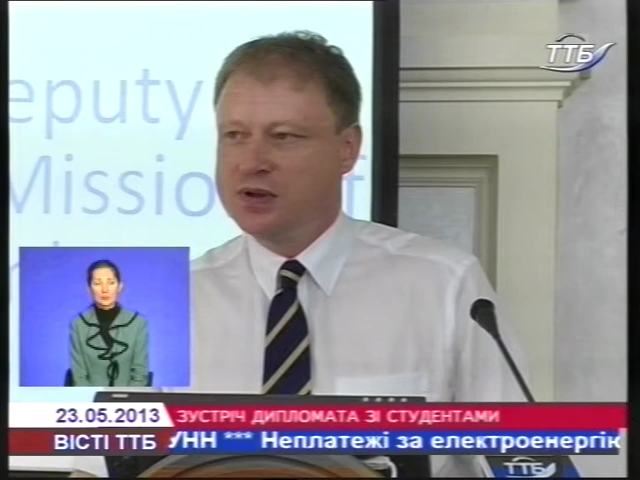 ТТБ
eputy
Missio
23.05.2013 ЗУСТРІЧ ДИПЛОМАТА ЗІ СТУДЕНТАМИ
ВІСТІ ТТБ УНН *** Неплатежі за електроенергік
ТТБ